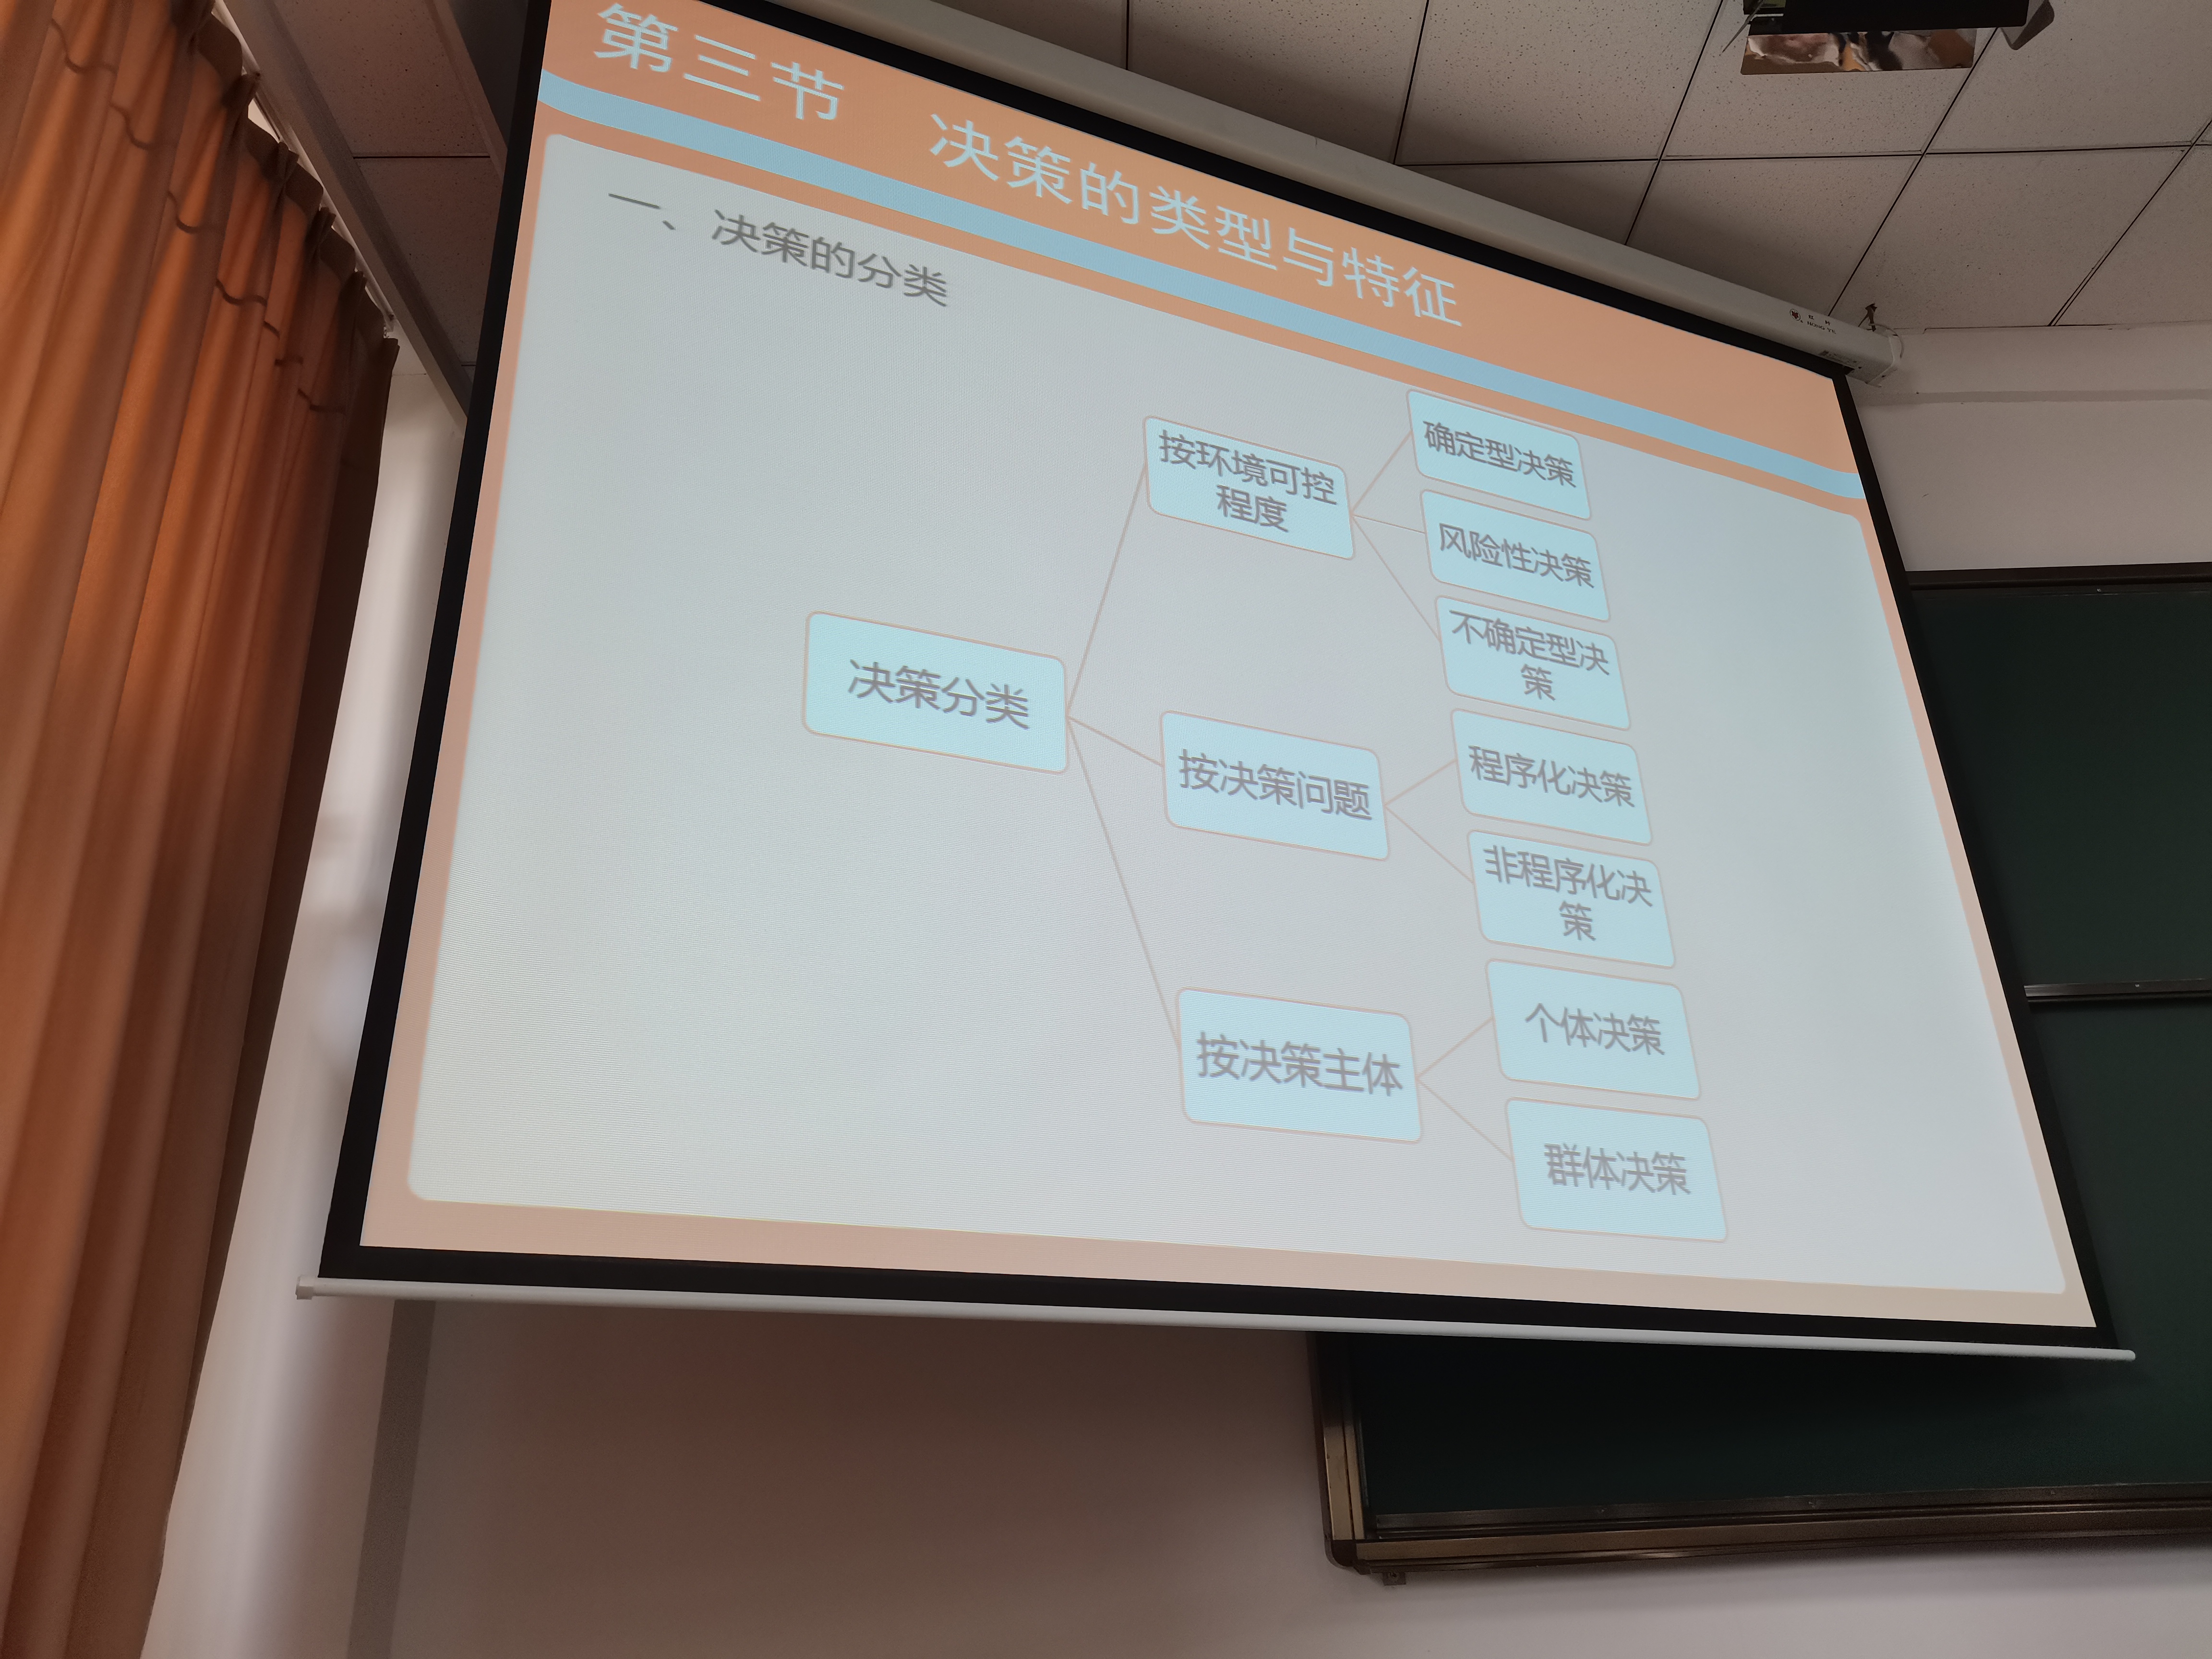 第三节 决策的类型与特征
一、决策的分类
决策分类
按环境可控
程度
确定型决策
风险性决策
不确定型决
策
按决策问题
程序化决策
非程序化决
策
按决策主体
个体决策
群体决策